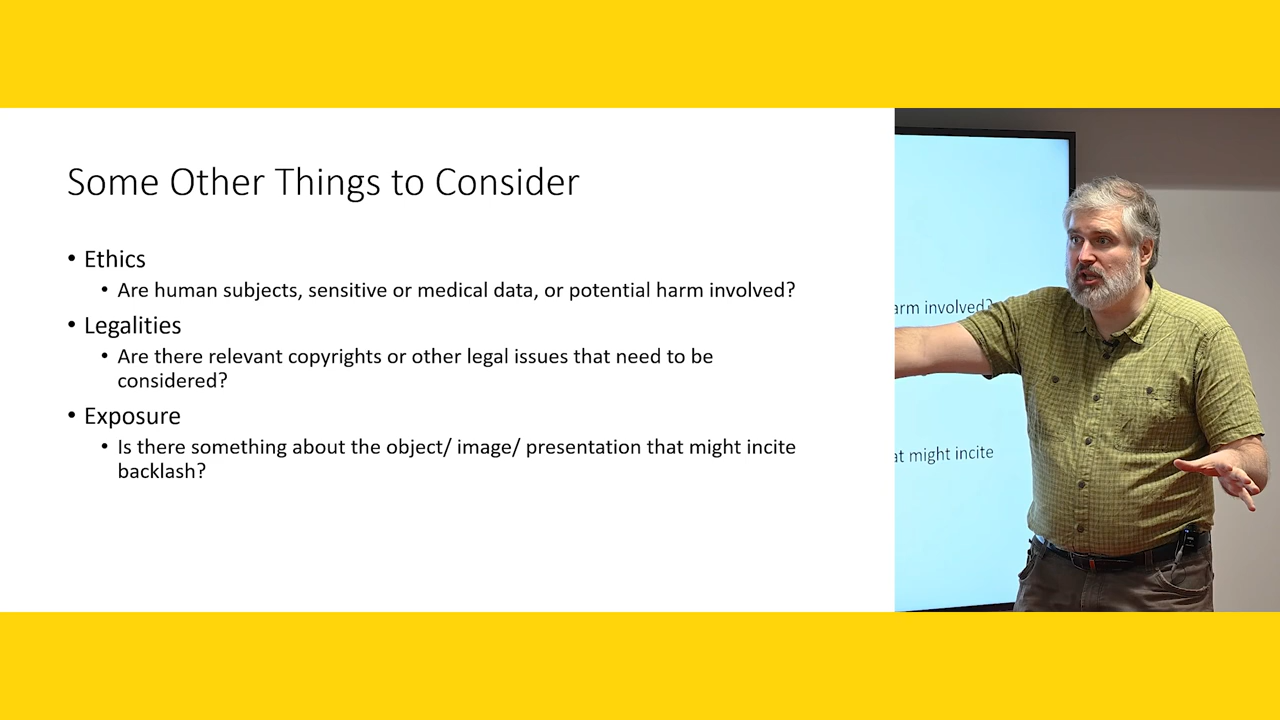 Some Other Things to Consider
• Ethics
• Are human subjects, sensitive or medical data, or potential harm involved?
• Legalities
• Are there relevant copyrights or other legal issues that need to be
considered?
• Exposure
• Is there something about the object/ image/ presentation that might incite
backlash?
arm involved?
at might incite